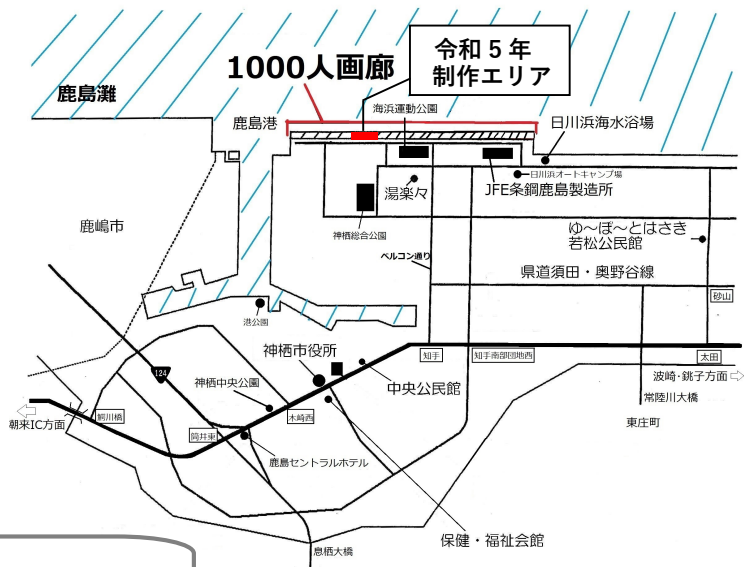 令和５年
制作エリア
1000人画廊
鹿島灘
海浜運動公園
鹿島港
日川浜海水浴場
日川浜オートキャンプ場
湯楽々
JFE条鋼鹿島製造所
鹿嶋市
神栖総合公園
ゆ～ぽ～とはさき
若松公民館
ベルコン通り
県道須田・奥野谷線
砂山
港公園
神栖市役所
知手
知手南部団地西
太田
124
中央公民館
波崎・銚子方面
神栖中央公園
常陸川大橋
木崎西
鰐川橋
潮来IC方面
東庄町
筒井東
鹿島セントラルホテル
保健・福祉会館
息栖大橋